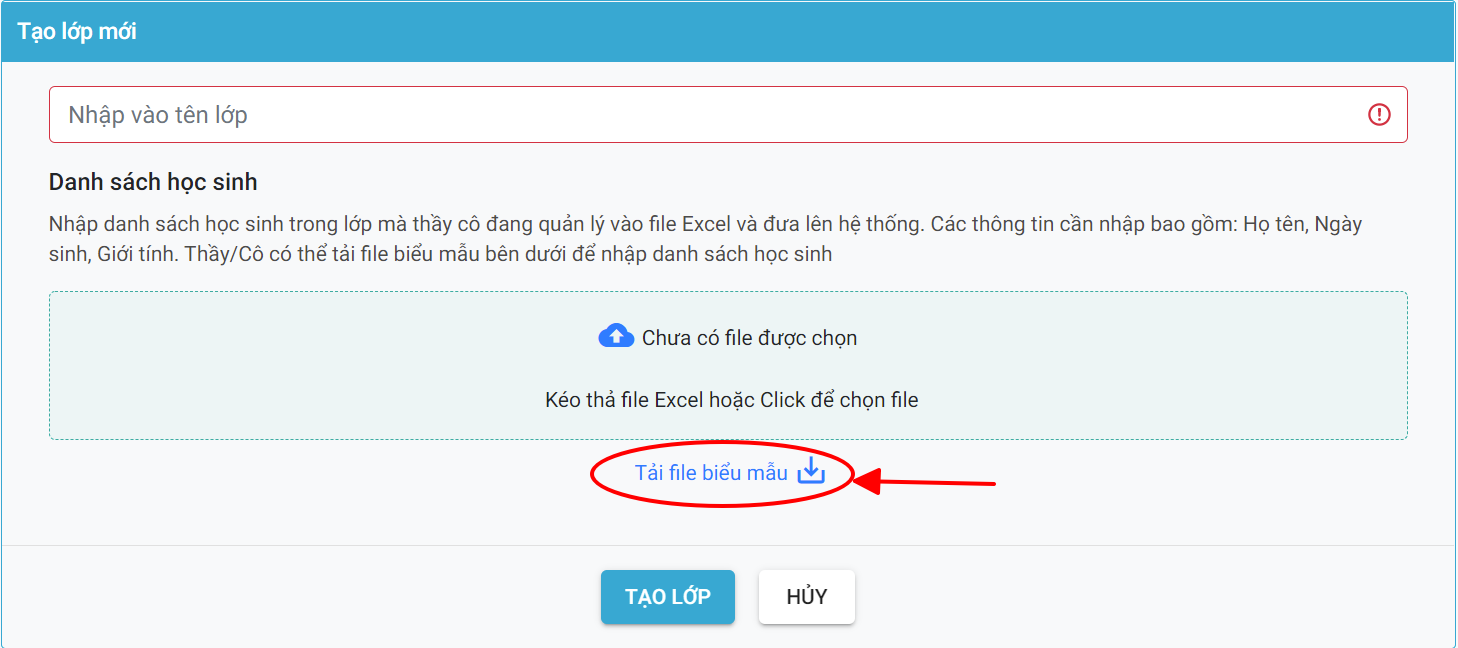 Tạo lớp mới
Nhập vào tên lớp
Danh sách học sinh
Nhập danh sách học sinh trong lớp mà thầy cô đang quản lý vào file Excel và đưa lên hệ thống. Các thông tin cần nhập bao gồm: Họ tên, Ngày
sinh, Giới tính. Thầy/Cô có thể tải file biểu mẫu bên dưới để nhập danh sách học sinh
Chưa có file được chọn
Kéo thả file Excel hoặc Click để chọn file
Tải file biểu mẫu
TẠO LỚP
HỦY